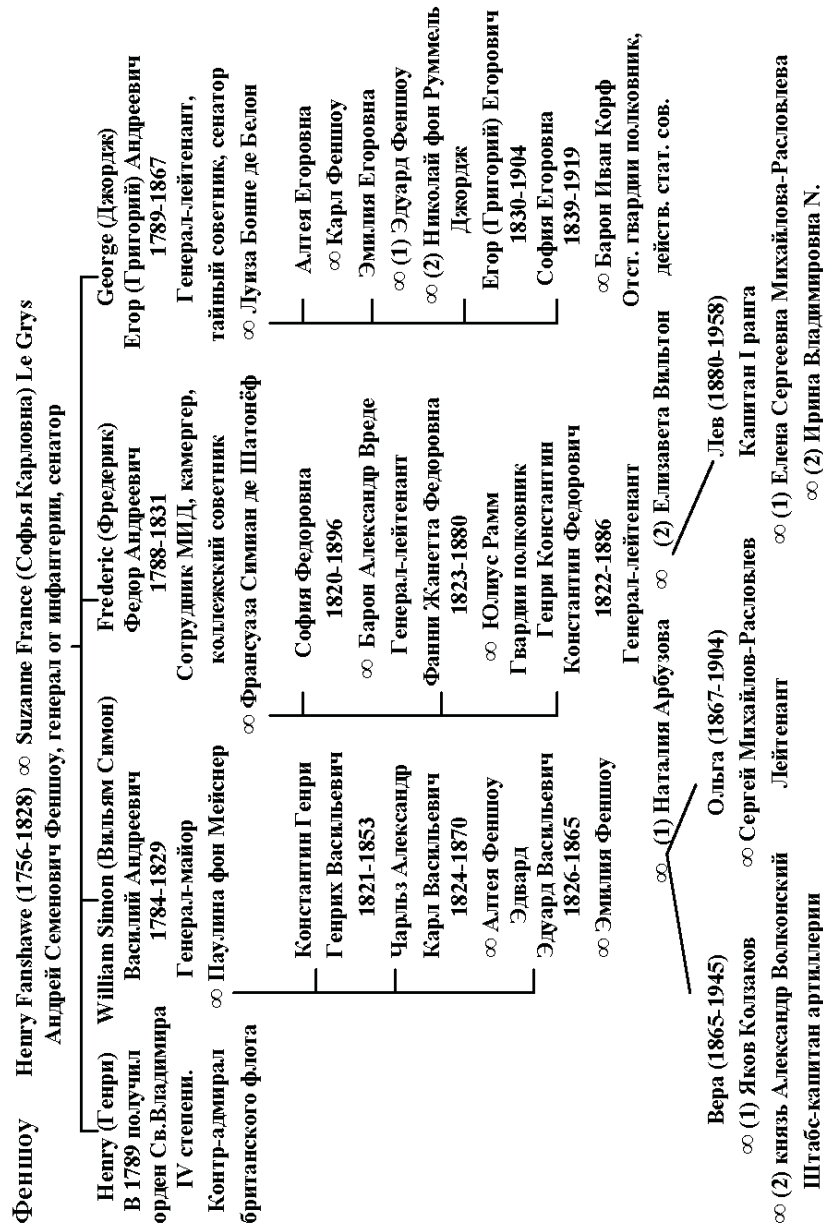 Феншоу Henry Fanshawe (1756-1828) ∞ Suzanne France (Софья Карловна) Le Grys
Андрей Семенович Феншоу, генерал от инфантерии, сенатор
Henry (Генри)
В 1789 получил
орден Св.Владимира
IV степени.
Контр-адмирал
британского флота
William Simon (Вильям Симон)
Василий Андреевич
1784-1829
Генерал-майор
∞ Паулина фон Мейснер
Константин Генри
Генрих Васильевич
1821-1853
Чарльз Александр
Карл Васильевич
1824-1870
∞ Алтея Феншоу
Эдвард
Эдуард Васильевич
1826-1865
∞ Эмилия Феншоу
Frederic (Фредерик)
Федор Андреевич
1788-1831
Сотрудник МИД, камергер,
коллежский советник
∞ Франсуаза Симиан де Шатонёф
София Федоровна
1820-1896
∞ Барон Александр Вреде
Генерал-лейтенант
Фанни Жанетта Федоровна
1823-1880
∞ Юлиус Рамм
Гвардии полковник
Генри Константин
Константин Федорович
1822-1886
Генерал-лейтенант
∞ (1) Наталия Арбузова ∞ (2) Елизавета Вильтон
George (Джордж)
Егор (Григорий) Андреевич
1789-1867
Генерал-лейтенант,
тайный советник, сенатор
∞ Луиза Бонне де Белон
Алтея Егоровна
∞ Карл Феншоу
Эмилия Егоровна
∞ (1) Эдуард Феншоу
∞ (2) Николай фон Руммель
Джордж
Егор (Григорий) Егорович
1830-1904
София Егоровна
1839-1919
∞ Барон Иван Корф
Отст. гвардии полковник,
действ. стат. сов.
Вера (1865-1945)
∞ (1) Яков Колзаков
∞ (2) князь Александр Волконский
Штабс-капитан артиллерии
Ольга (1867-1904)
∞ Сергей Михайлов-Расловлев
Лейтенант
Лев (1880-1958)
Капитан I ранга
∞ (1) Елена Сергеевна Михайлова-Расловлева
∞ (2) Ирина Владимировна N.